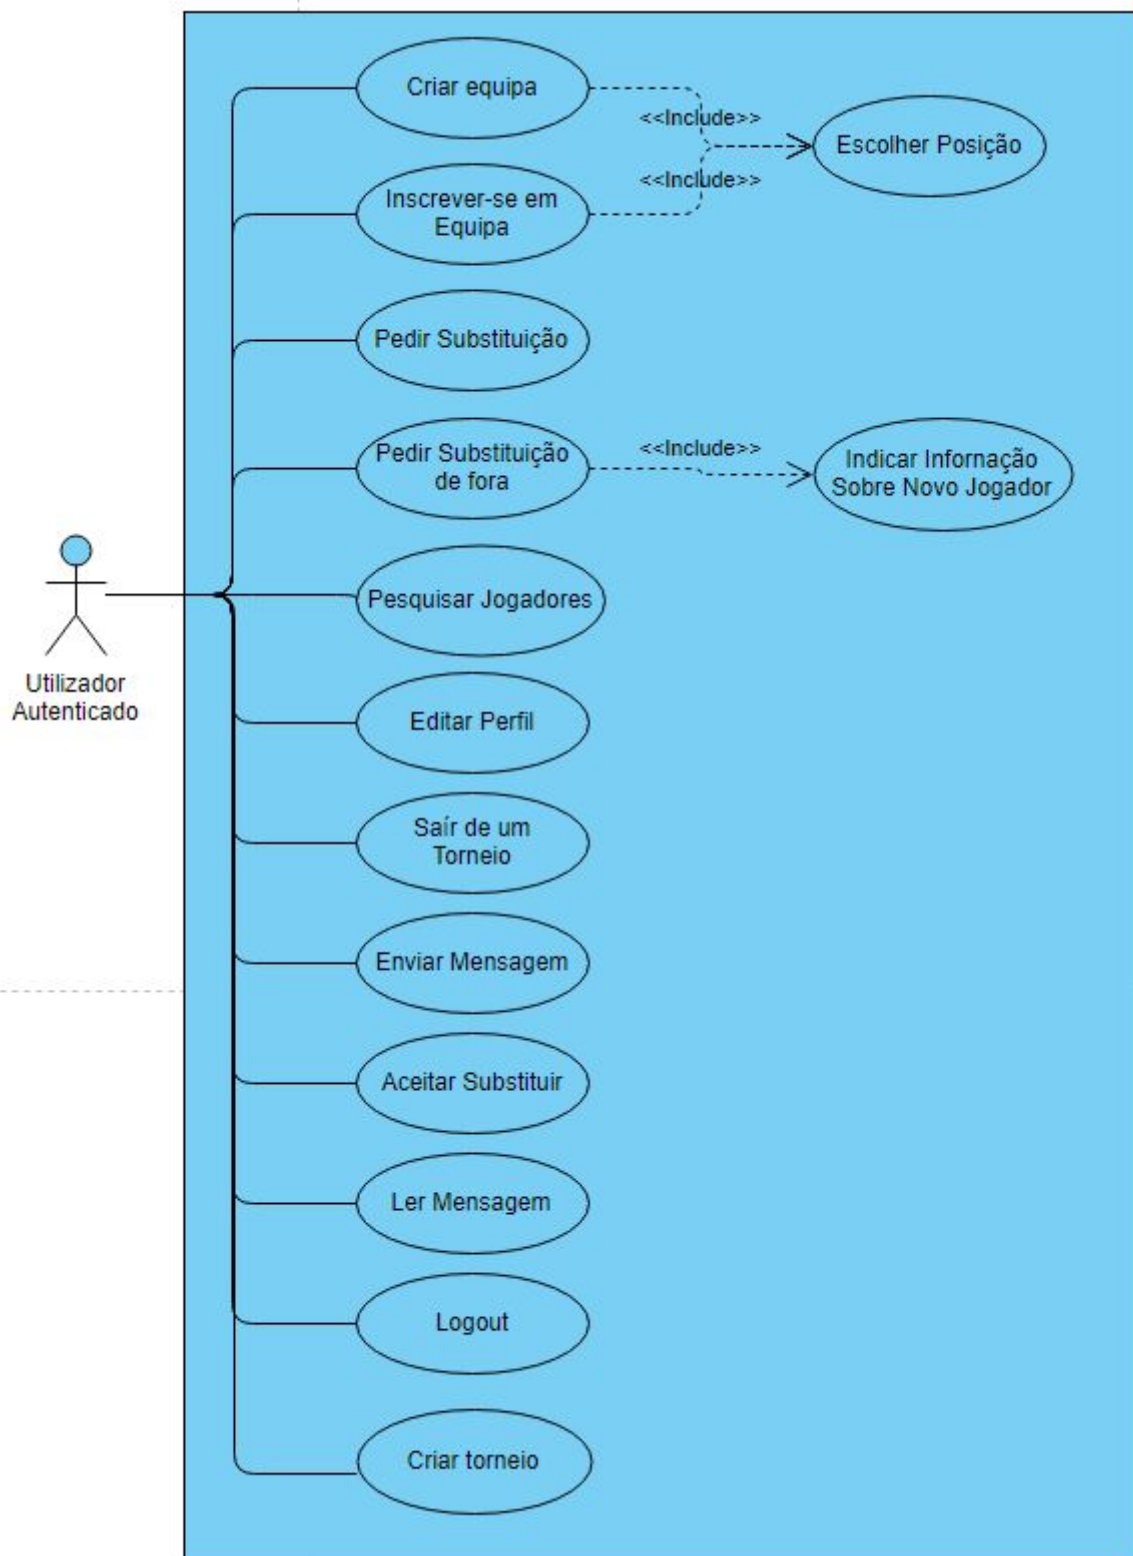 Criar equipa
<<Include>>
Escolher Posição
<<Include>>
Inscrever-se em
Equipa
Pedir Substituição
Pedir Substituição
de fora
<<Include>>
Indicar Infornação
Sobre Novo Jogador
Pesquisar Jogadores
Utilizador
Autenticado
Editar Perfil
Saír de um
Torneio
Enviar Mensagem
Aceitar Substituir
Ler Mensagem
Logout
Criar torneio